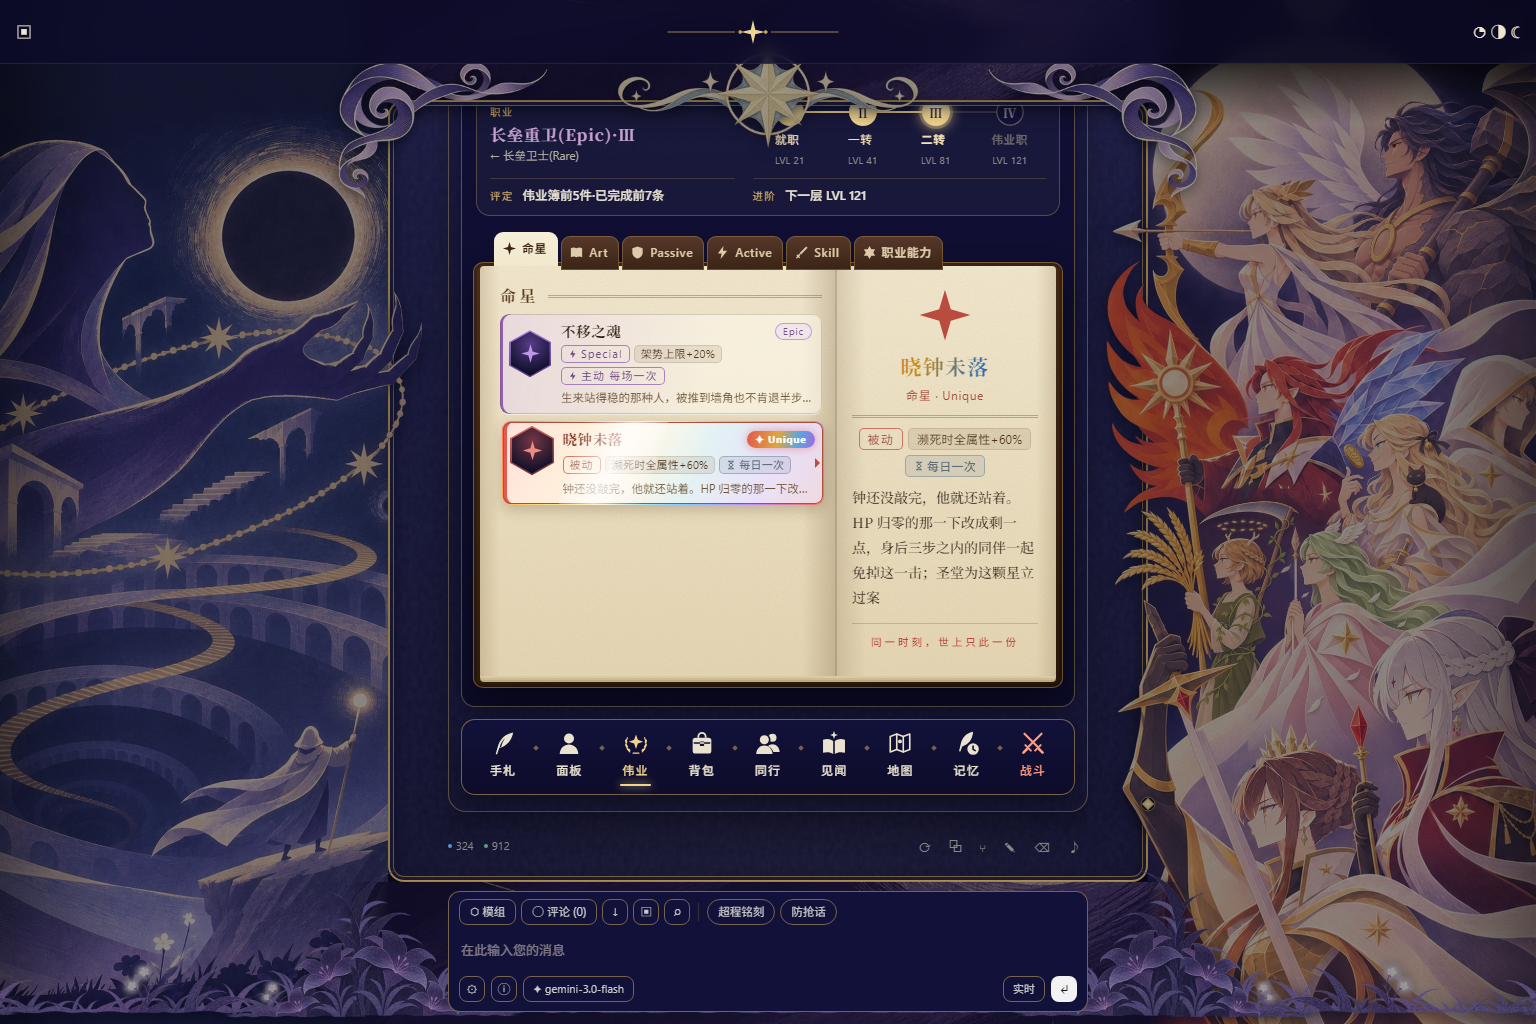 职业
长垒重卫(Epic)·III
← 长垒卫士(Rare)
II III IV
就职 一转 二转 伟业职
LVL 21 LVL 41 LVL 81 LVL 121
评定 伟业簿前5件·已完成前7条
进阶 下一层 LVL 121
命星 Art Passive Active Skill 职业能力
命星
不移之魂 Epic
Special 架势上限+20%
主动 每场一次
生来站得稳的那种人，被推到墙角也不肯退半步…
晓钟未落 Unique
被动 濒死时全属性+60% 每日一次
钟还没敲完，他就还站着。HP 归零的那一下改…
晓钟未落
命星 · Unique
被动 濒死时全属性+60%
每日一次
钟还没敲完，他就还站着。
HP 归零的那一下改成剩一
点，身后三步之内的同伴一起
免掉这一击；圣堂为这颗星立
过案
同一时刻，世上只此一份
手札 面板 伟业 背包 同行 见闻 地图 记忆 战斗
324 912
模组 评论 (0) 超程铭刻 防抢话
在此输入您的消息
gemini-3.0-flash 实时